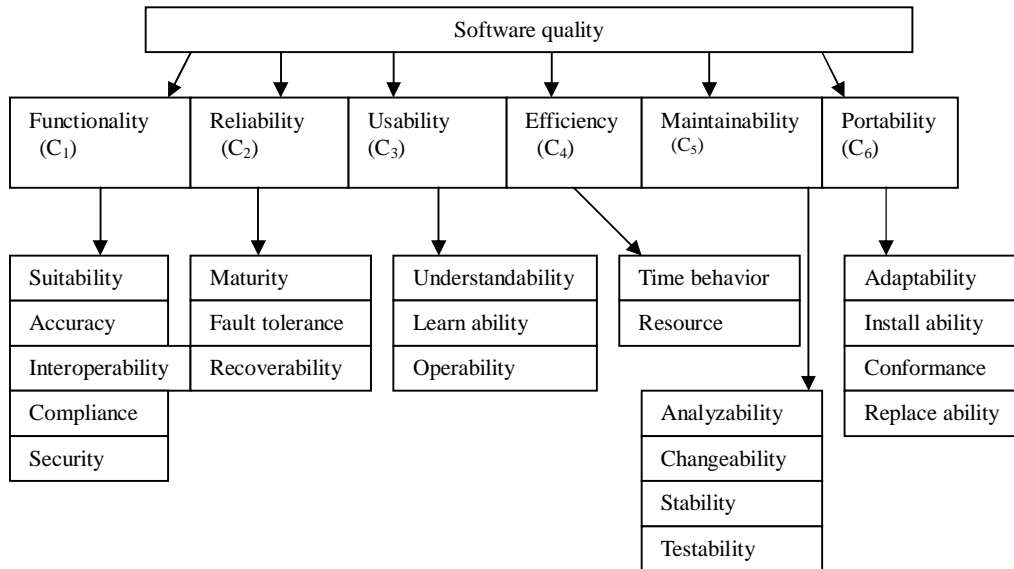 Software quality
Functionality
(C₁)
Reliability
(C₂)
Usability
(C₃)
Efficiency
(C₄)
Maintainability
(C₅)
Portability
(C₆)
Suitability
Accuracy
Interoperability
Compliance
Security
Maturity
Fault tolerance
Recoverability
Understandability
Learn ability
Operability
Time behavior
Resource
Analyzability
Changeability
Stability
Testability
Adaptability
Install ability
Conformance
Replace ability